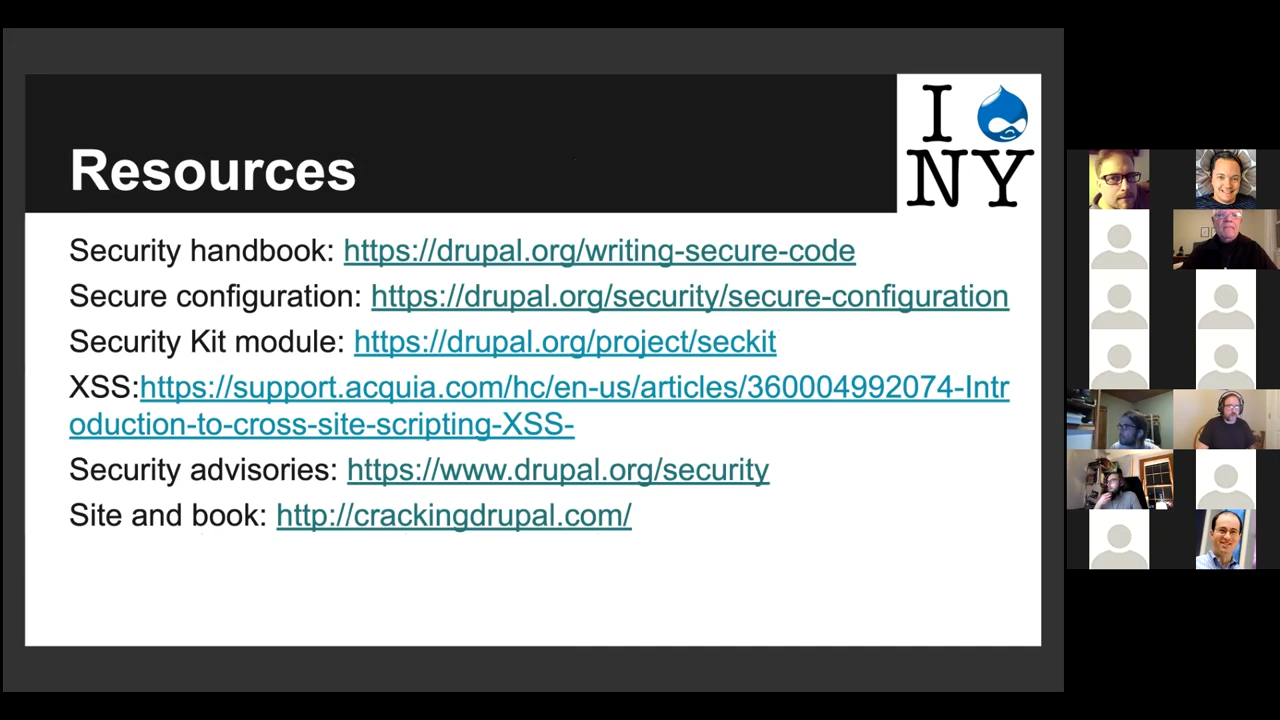 I
NY
Resources
Security handbook: https://drupal.org/writing-secure-code
Secure configuration: https://drupal.org/security/secure-configuration
Security Kit module: https://drupal.org/project/seckit
XSS:https://support.acquia.com/hc/en-us/articles/360004992074-Intr
oduction-to-cross-site-scripting-XSS-
Security advisories: https://www.drupal.org/security
Site and book: http://crackingdrupal.com/